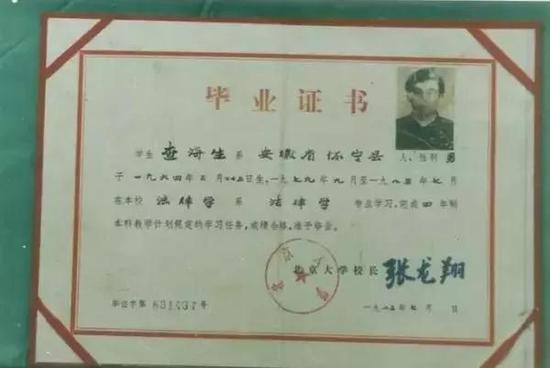 毕业证书
学生 查海生 系 安徽省怀宁县 人、性别 男
于一九六四年三月 日生,一九七九年九月至一九八三年七月
在本校 法律学 系 法律学 专业学习,完成四年制
本科教学计划规定的学习任务,成绩合格,准予毕业。
北京大学校长 张龙翔
一九八三年七月 日
毕证字第 831037 号